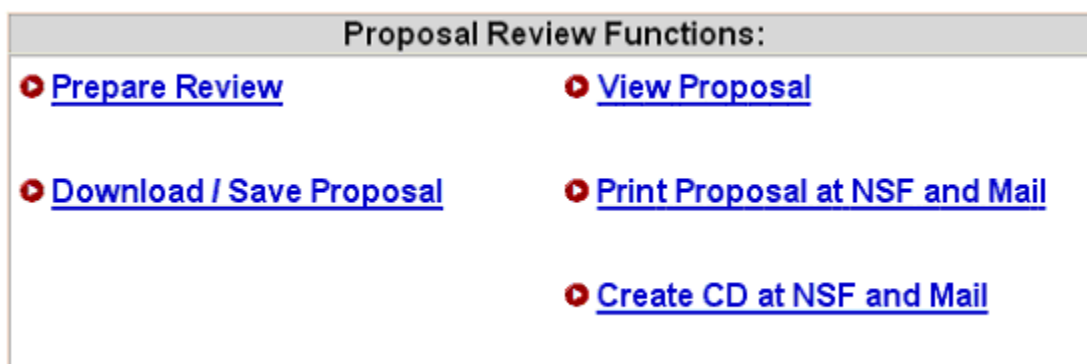 Proposal Review Functions:
Prepare Review
View Proposal
Download / Save Proposal
Print Proposal at NSF and Mail
Create CD at NSF and Mail